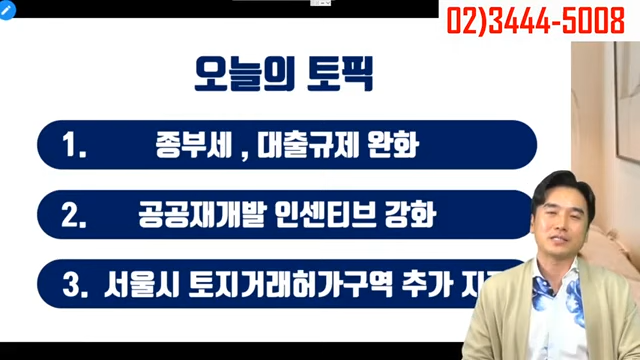 02)3444-5008
오늘의 토픽
1. 종부세 , 대출규제 완화
2. 공공재개발 인센티브 강화
3. 서울시 토지거래허가구역 추가